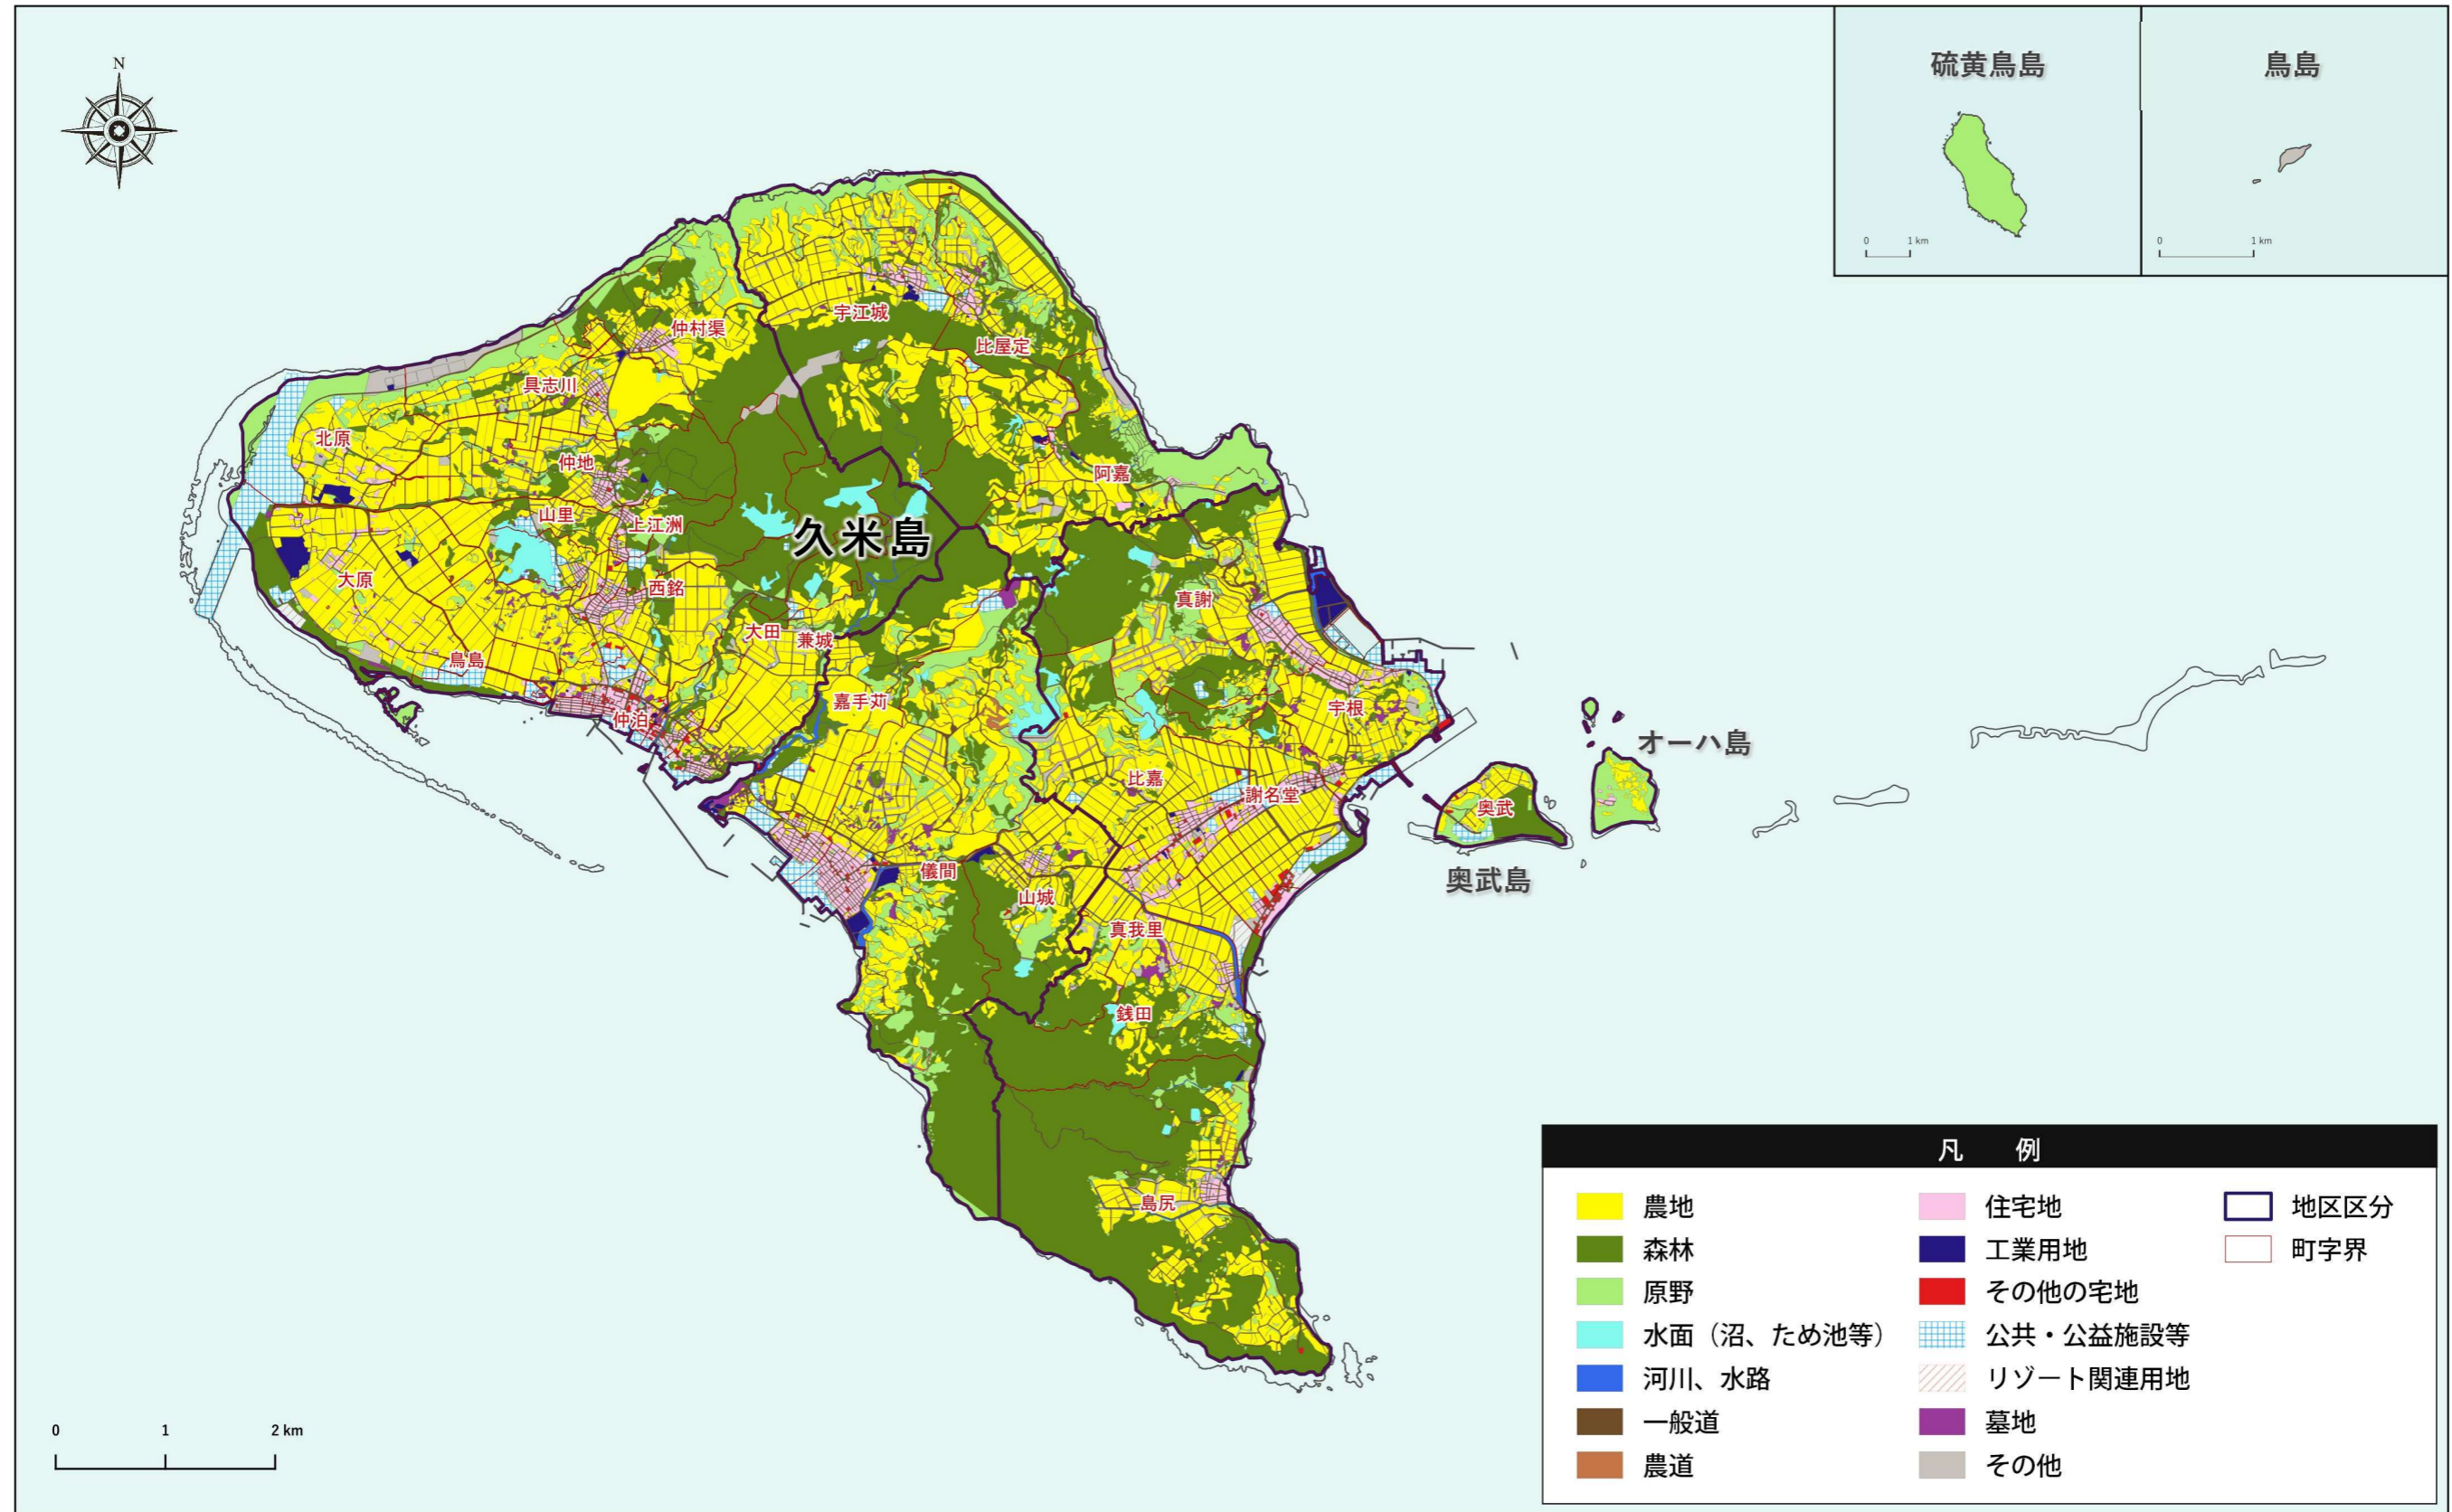 N
硫黄鳥島
0 1 km
鳥島
0 1 km
宇江城
仲村渠
比屋定
具志川
北原
仲地
阿嘉
山里
上江洲
久米島
大原
西銘
真謝
大田
兼城
鳥島
嘉手苅
宇根
仲泊
オーハ島
比嘉
謝名堂
奥武
儀間
奥武島
山城
真我里
銭田
島尻
凡 例
農地
森林
原野
水面（沼、ため池等）
河川、水路
一般道
農道
住宅地
工業用地
その他の宅地
公共・公益施設等
リゾート関連用地
墓地
その他
地区区分
町字界
0 1 2 km